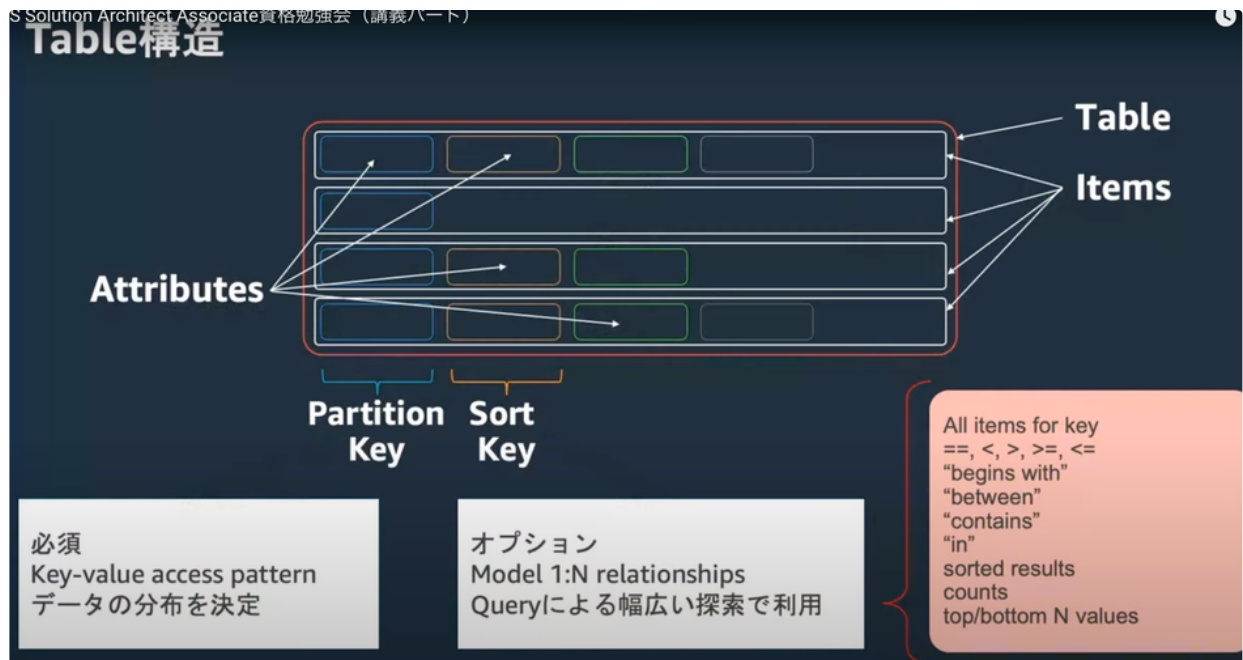 S Solution Architect Associate資格勉強会（講義パート）
Table構造
Table
Items
Attributes
Partition
Key
Sort
Key
必須
Key-value access pattern
データの分布を決定
オプション
Model 1:N relationships
Queryによる幅広い探索で利用
All items for key
==, <, >, >=, <=
“begins with”
“between”
“contains”
“in”
sorted results
counts
top/bottom N values